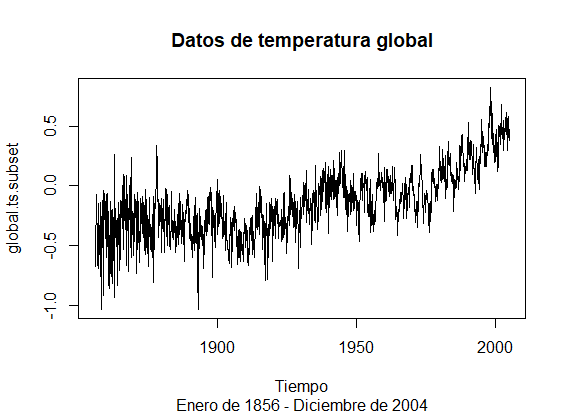 Datos de temperatura global
global.ts.subset
0.5
0.0
-0.5
-1.0
1900 1950 2000
Tiempo
Enero de 1856 - Diciembre de 2004